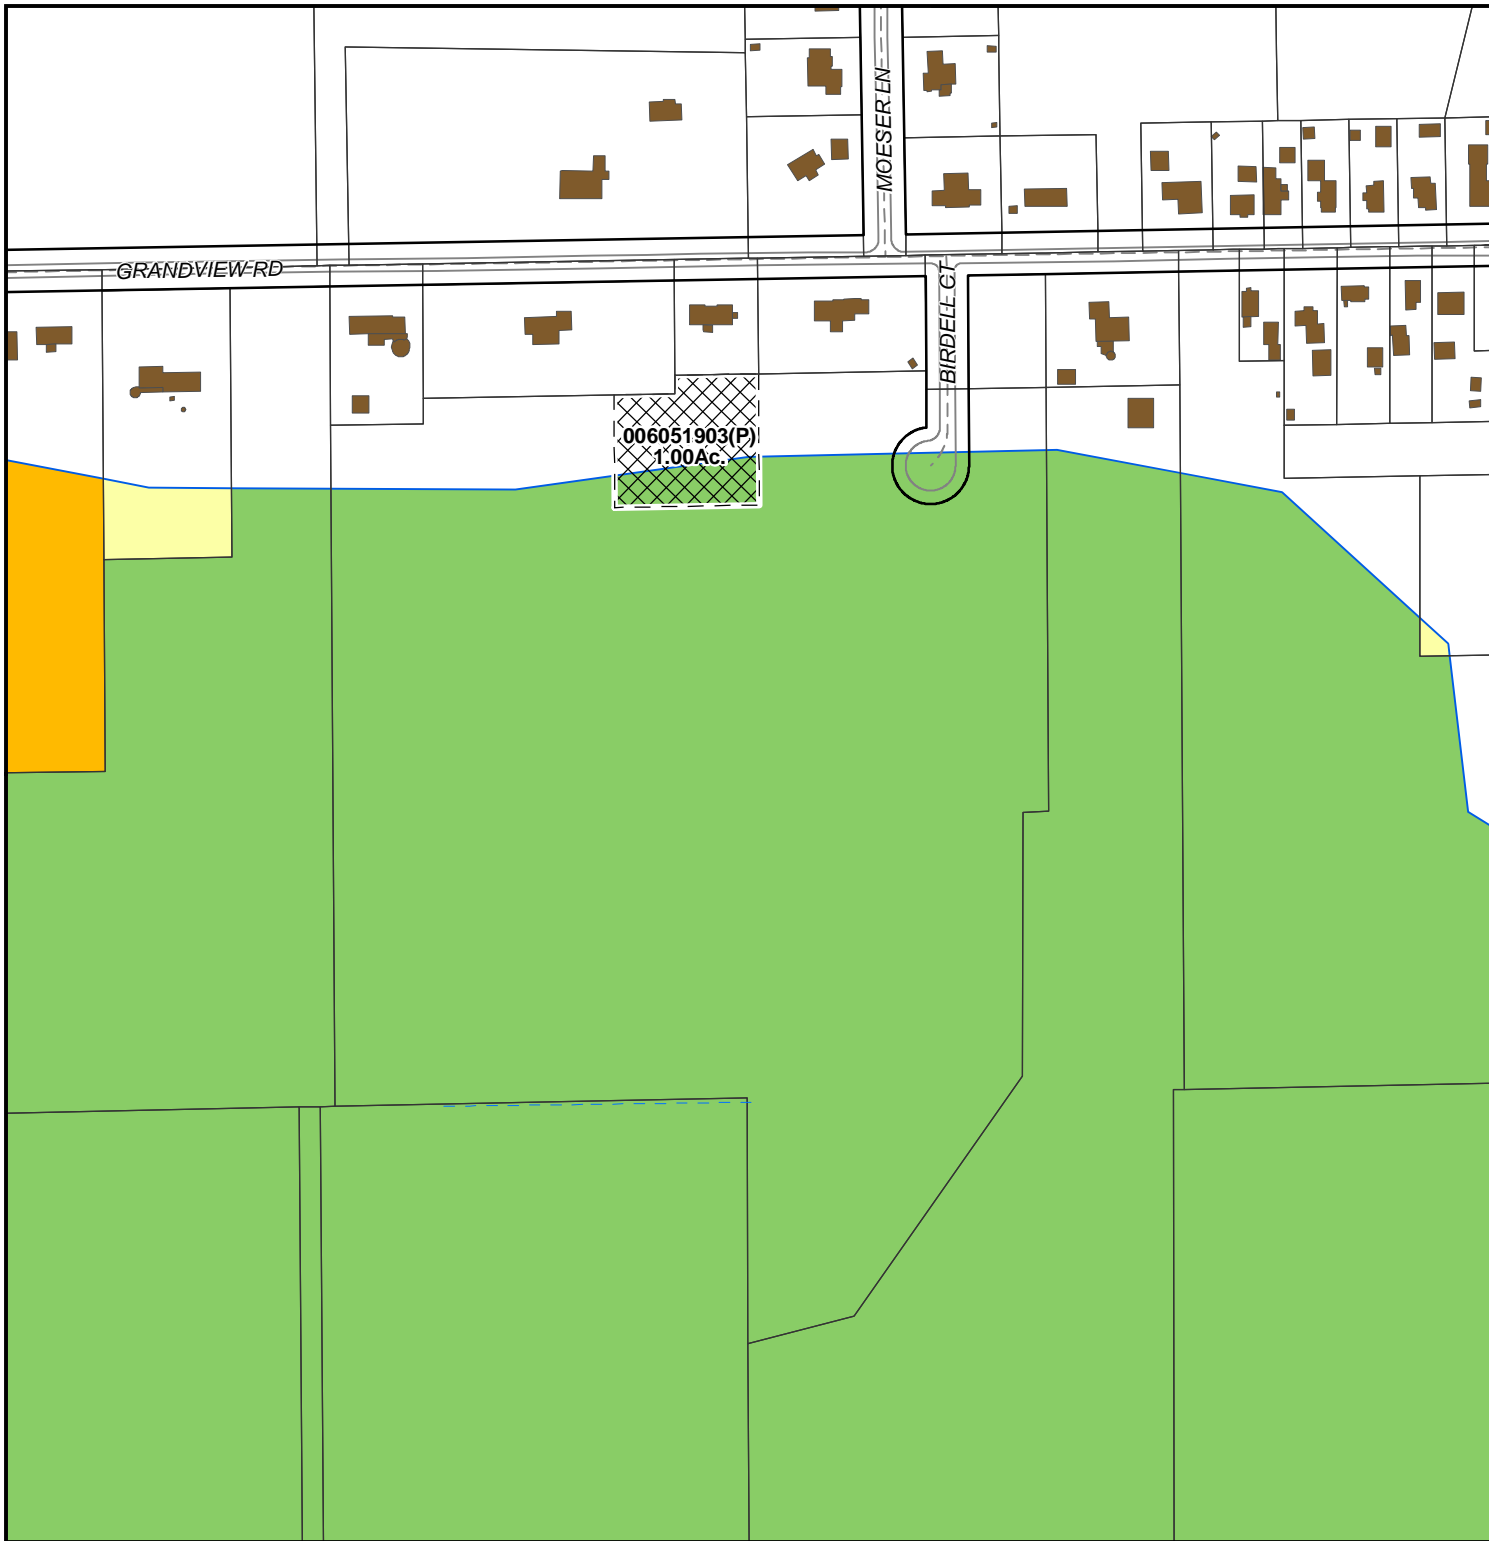 MOESER LN
GRANDVIEW RD
BIRDELL CT
006051903(P)
1.00Ac.